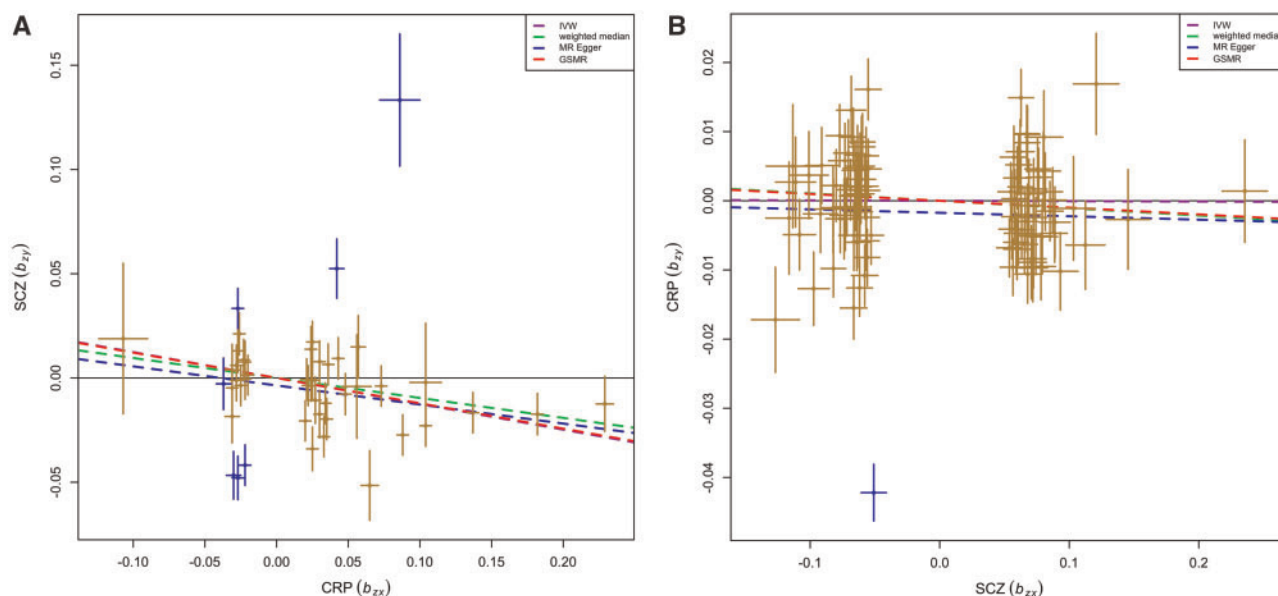 A
IVW
weighted median
MR Egger
GSMR
0.15
0.10
0.05
0.00
-0.05
SCZ (bzy)
-0.10
-0.05
0.00
0.05
0.10
0.15
0.20
CRP (bzx)
B
IVW
weighted median
MR Egger
GSMR
0.02
0.01
0.00
-0.01
-0.02
-0.03
-0.04
CRP (bzy)
-0.1
0.0
0.1
0.2
SCZ (bzx)